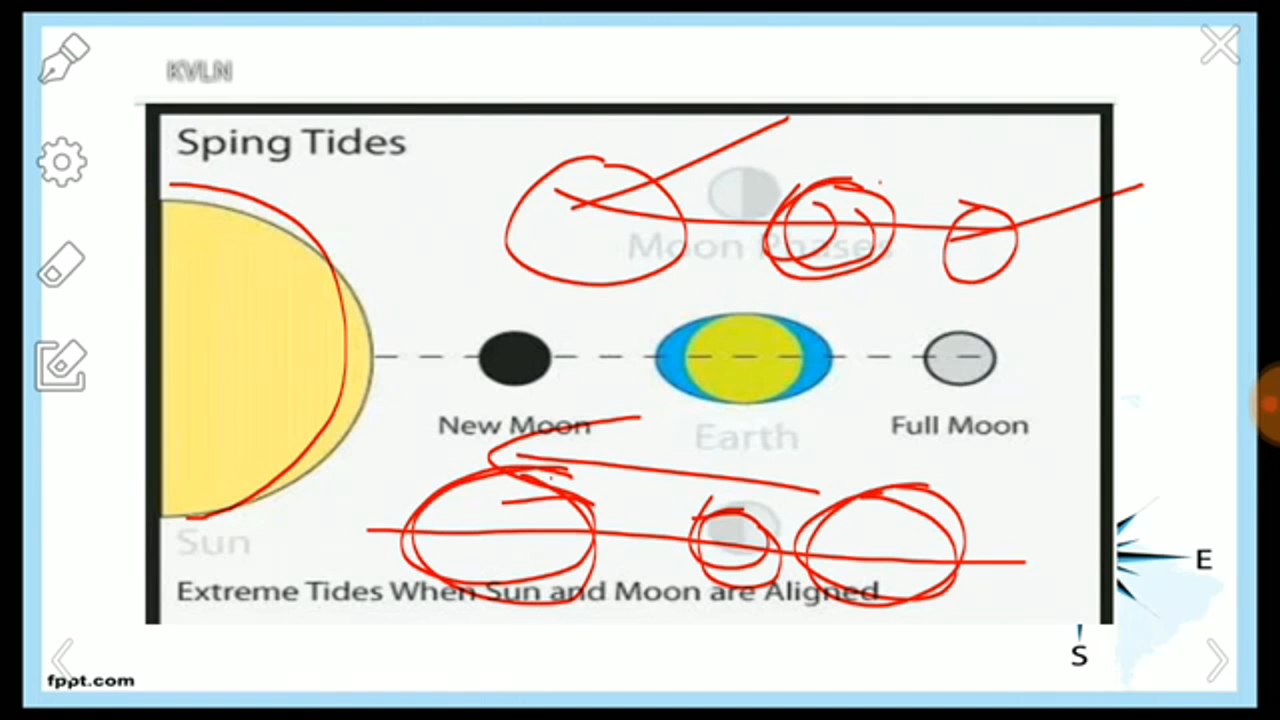 KVLN
Sping Tides
Moon Phases
New Moon
Earth
Full Moon
Sun
Extreme Tides When Sun and Moon are Aligned
E
S
fppt.com